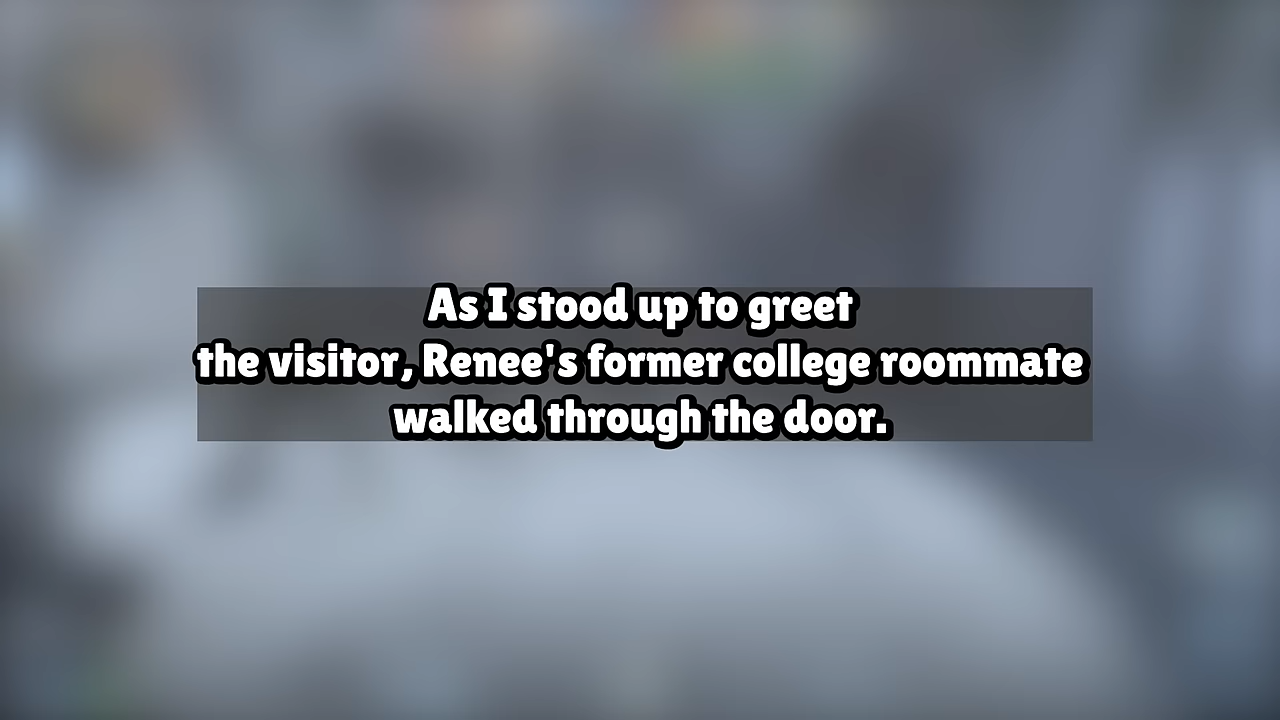 As I stood up to greet
the visitor, Renee's former college roommate
walked through the door.